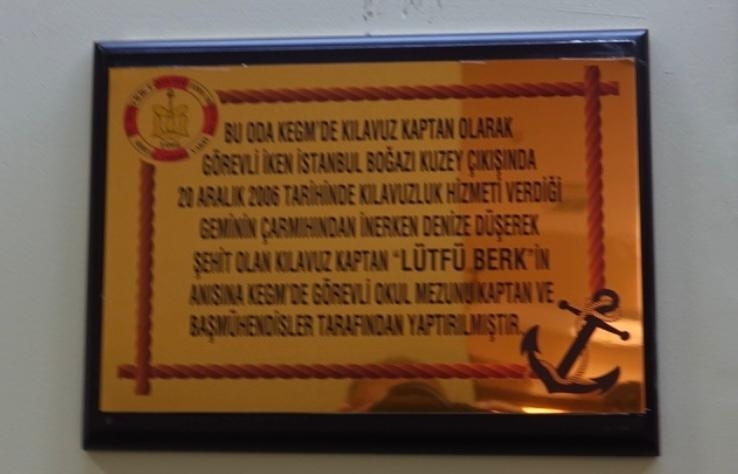 BU ODA KEGM'DE KILAVUZ KAPTAN OLARAK
GÖREVLİ İKEN İSTANBUL BOĞAZI KUZEY ÇIKIŞINDA
20 ARALIK 2006 TARİHİNDE KILAVUZLUK HİZMETİ VERDİĞİ
GEMİNİN ÇARMIHINDAN İNERKEN DENİZE DÜŞEREK
ŞEHİT OLAN KILAVUZ KAPTAN "LÜTFÜ BERK"İN
ANISINA KEGM'DE GÖREVLİ OKUL MEZUNU KAPTAN VE
BAŞMÜHENDİSLER TARAFINDAN YAPTIRILMIŞTIR.